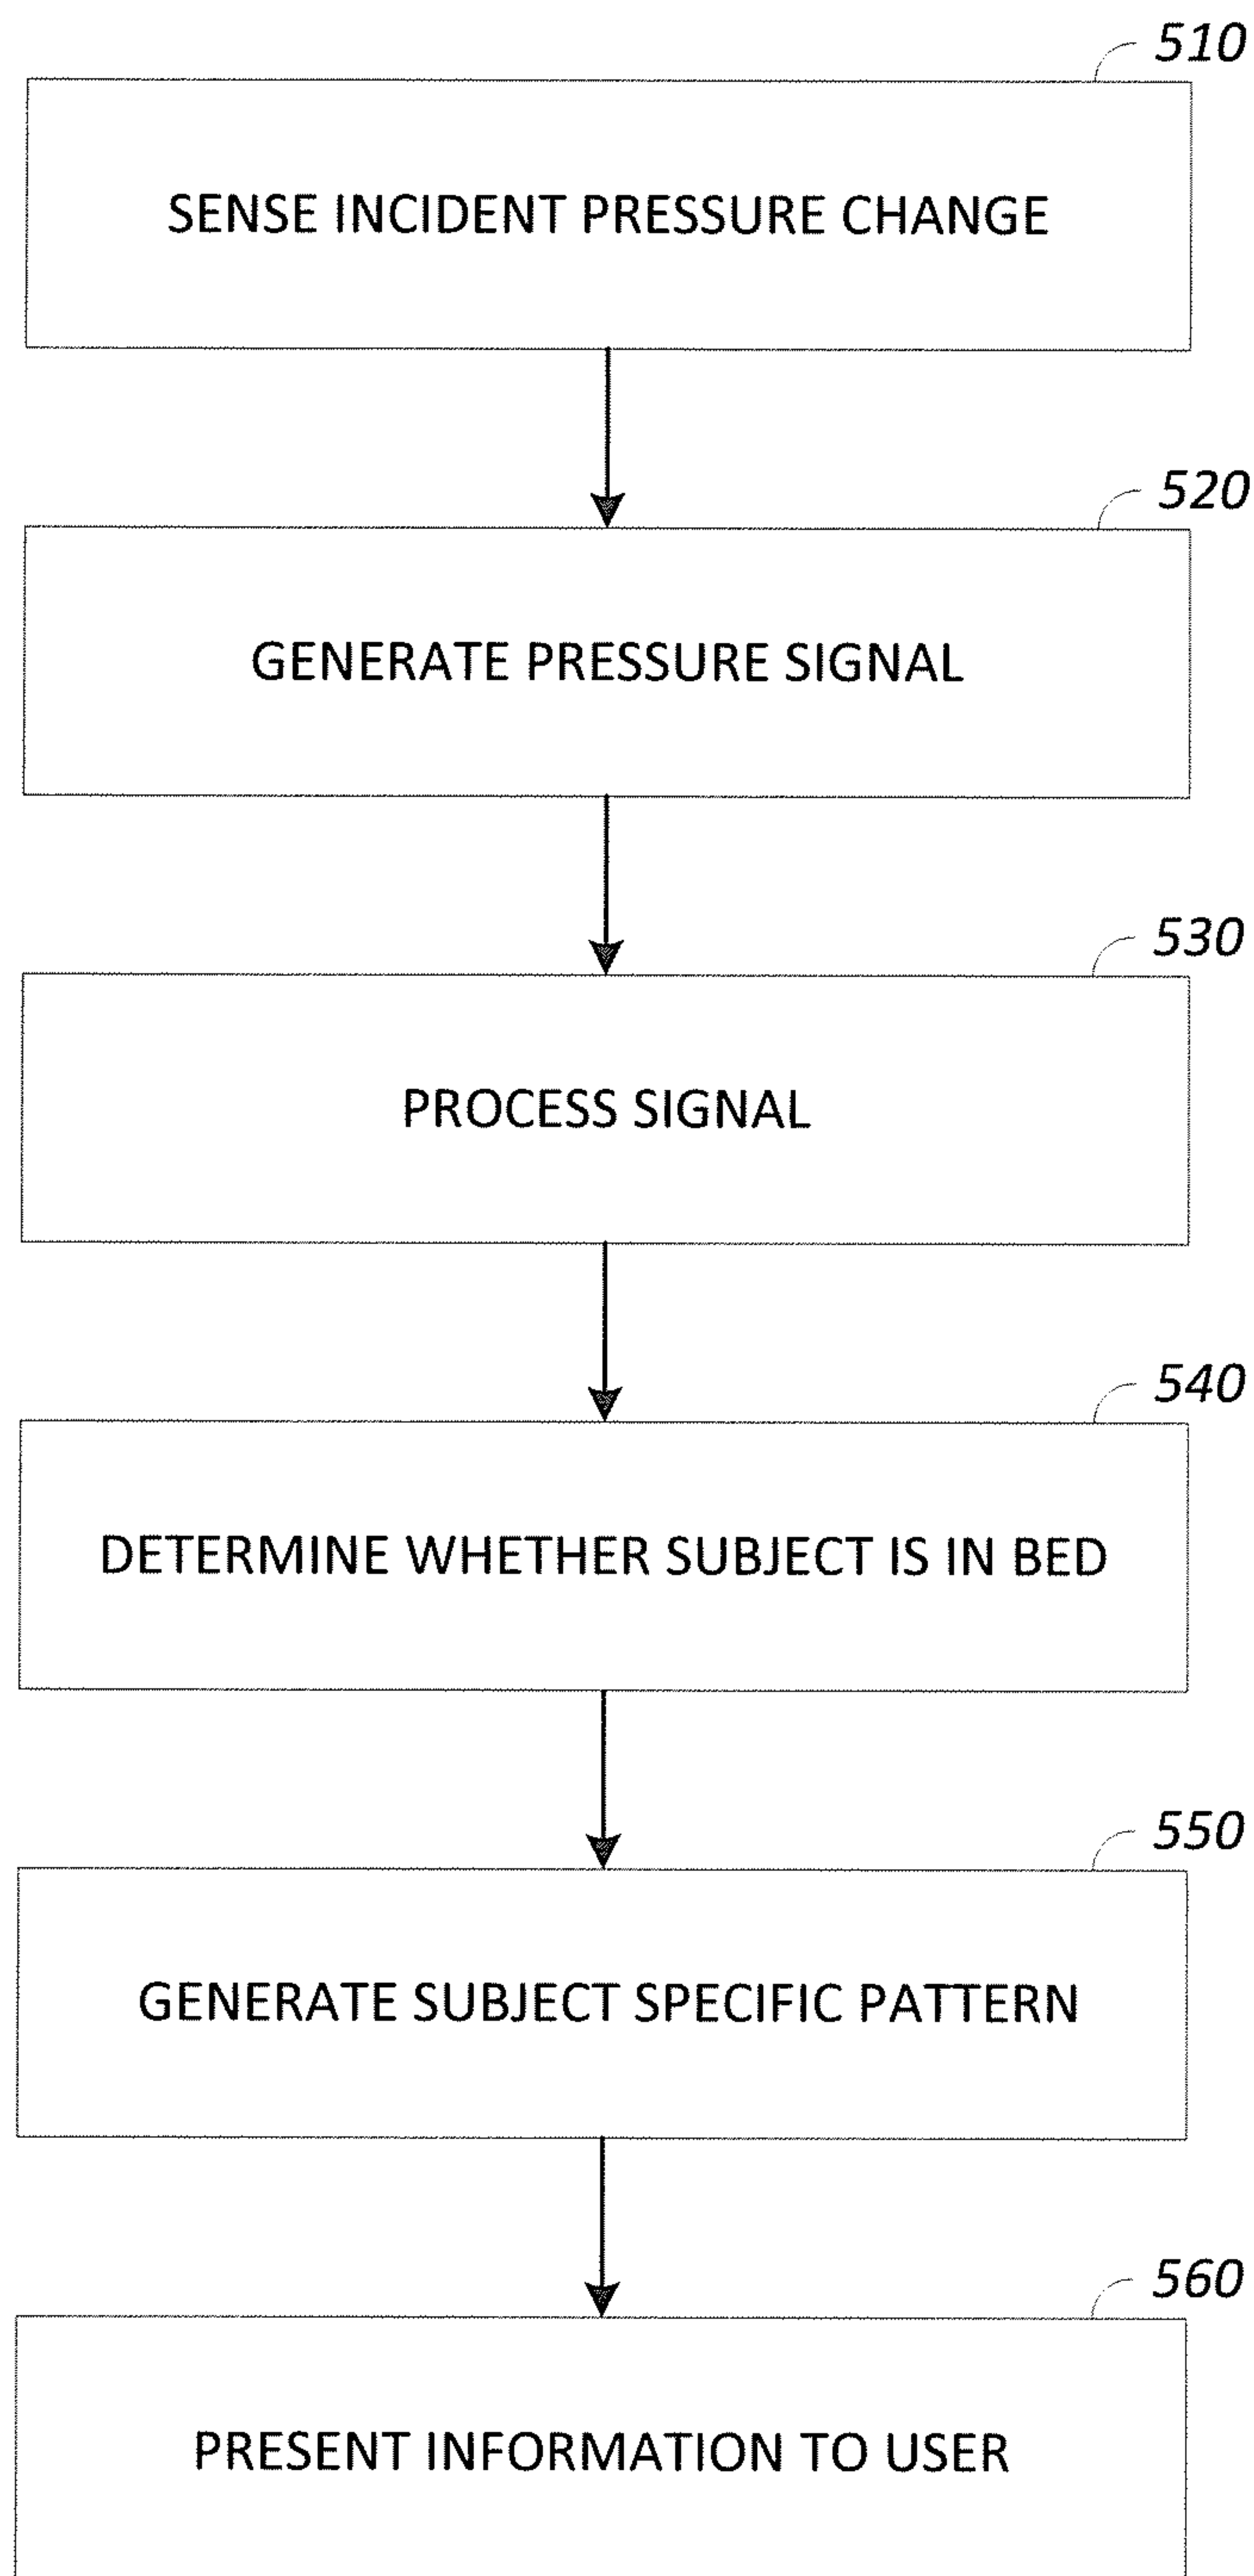 510
SENSE INCIDENT PRESSURE CHANGE
520
GENERATE PRESSURE SIGNAL
530
PROCESS SIGNAL
540
DETERMINE WHETHER SUBJECT IS IN BED
550
GENERATE SUBJECT SPECIFIC PATTERN
560
PRESENT INFORMATION TO USER